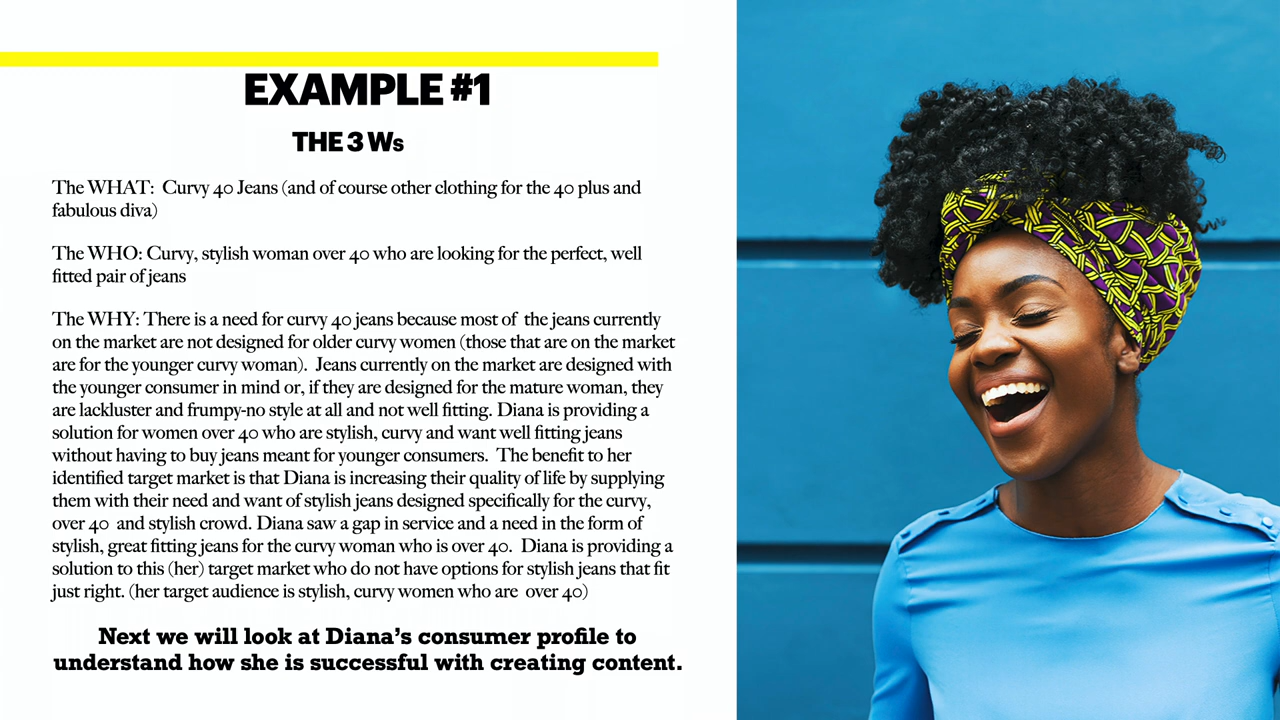 EXAMPLE #1
THE 3 Ws
The WHAT:  Curvy 40 Jeans (and of course other clothing for the 40 plus and
fabulous diva)
The WHO: Curvy, stylish woman over 40 who are looking for the perfect, well
fitted pair of jeans
The WHY: There is a need for curvy 40 jeans because most of  the jeans currently
on the market are not designed for older curvy women (those that are on the market
are for the younger curvy woman).  Jeans currently on the market are designed with
the younger consumer in mind or, if they are designed for the mature woman, they
are lackluster and frumpy-no style at all and not well fitting. Diana is providing a
solution for women over 40 who are stylish, curvy and want well fitting jeans
without having to buy jeans meant for younger consumers.  The benefit to her
identified target market is that Diana is increasing their quality of life by supplying
them with their need and want of stylish jeans designed specifically for the curvy,
over 40  and stylish crowd. Diana saw a gap in service and a need in the form of
stylish, great fitting jeans for the curvy woman who is over 40.  Diana is providing a
solution to this (her) target market who do not have options for stylish jeans that fit
just right. (her target audience is stylish, curvy women who are  over 40)
Next we will look at Diana's consumer profile to
understand how she is successful with creating content.